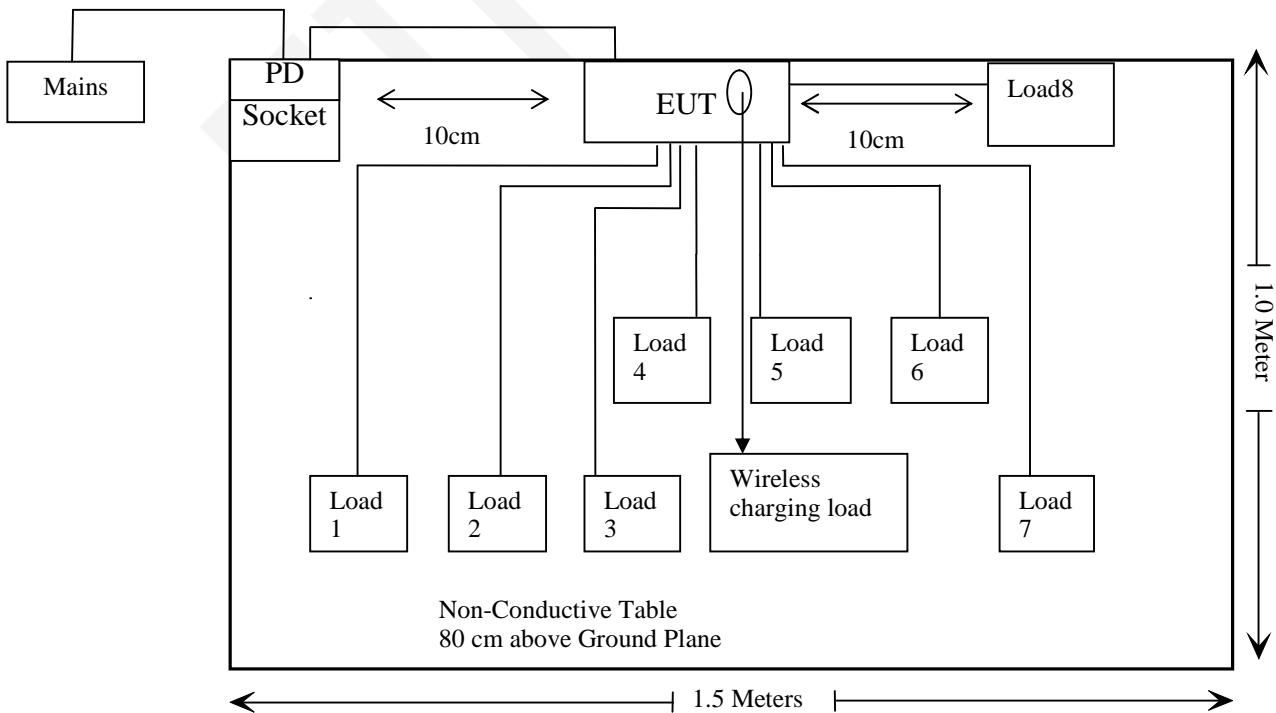 Mains
PD
Socket
10cm
EUT
10cm
Load8
Load
4
Load
5
Load
6
1.0 Meter
Load
1
Load
2
Load
3
Wireless
charging load
Load
7
Non-Conductive Table
80 cm above Ground Plane
1.5 Meters